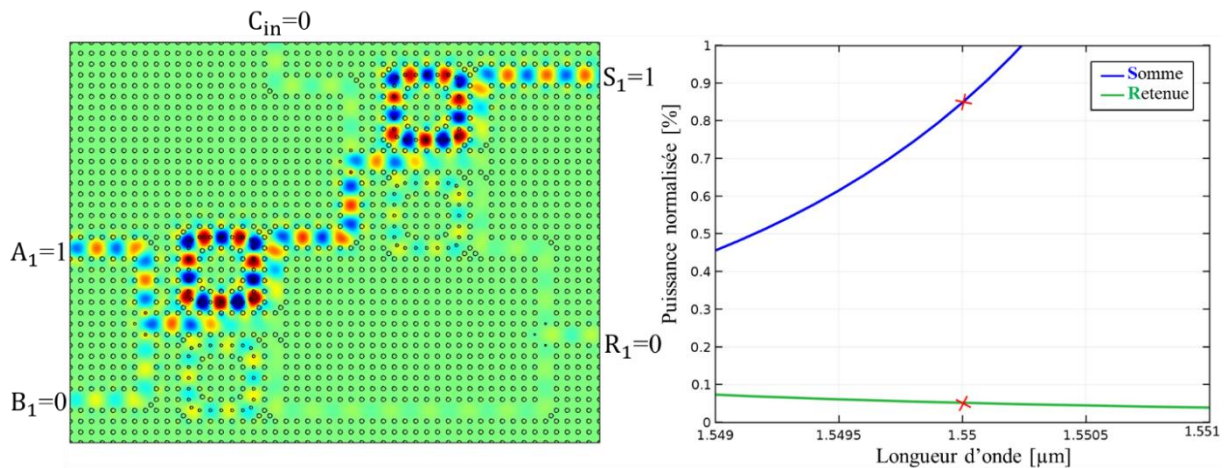 C_in=0
A₁=1
B₁=0
S₁=1
R₁=0
Puissance normalisée [%]
1
0.9
0.8
0.7
0.6
0.5
0.4
0.3
0.2
0.1
0
Somme
Retenue
1.549 1.5495 1.55 1.5505 1.551
Longueur d'onde [µm]